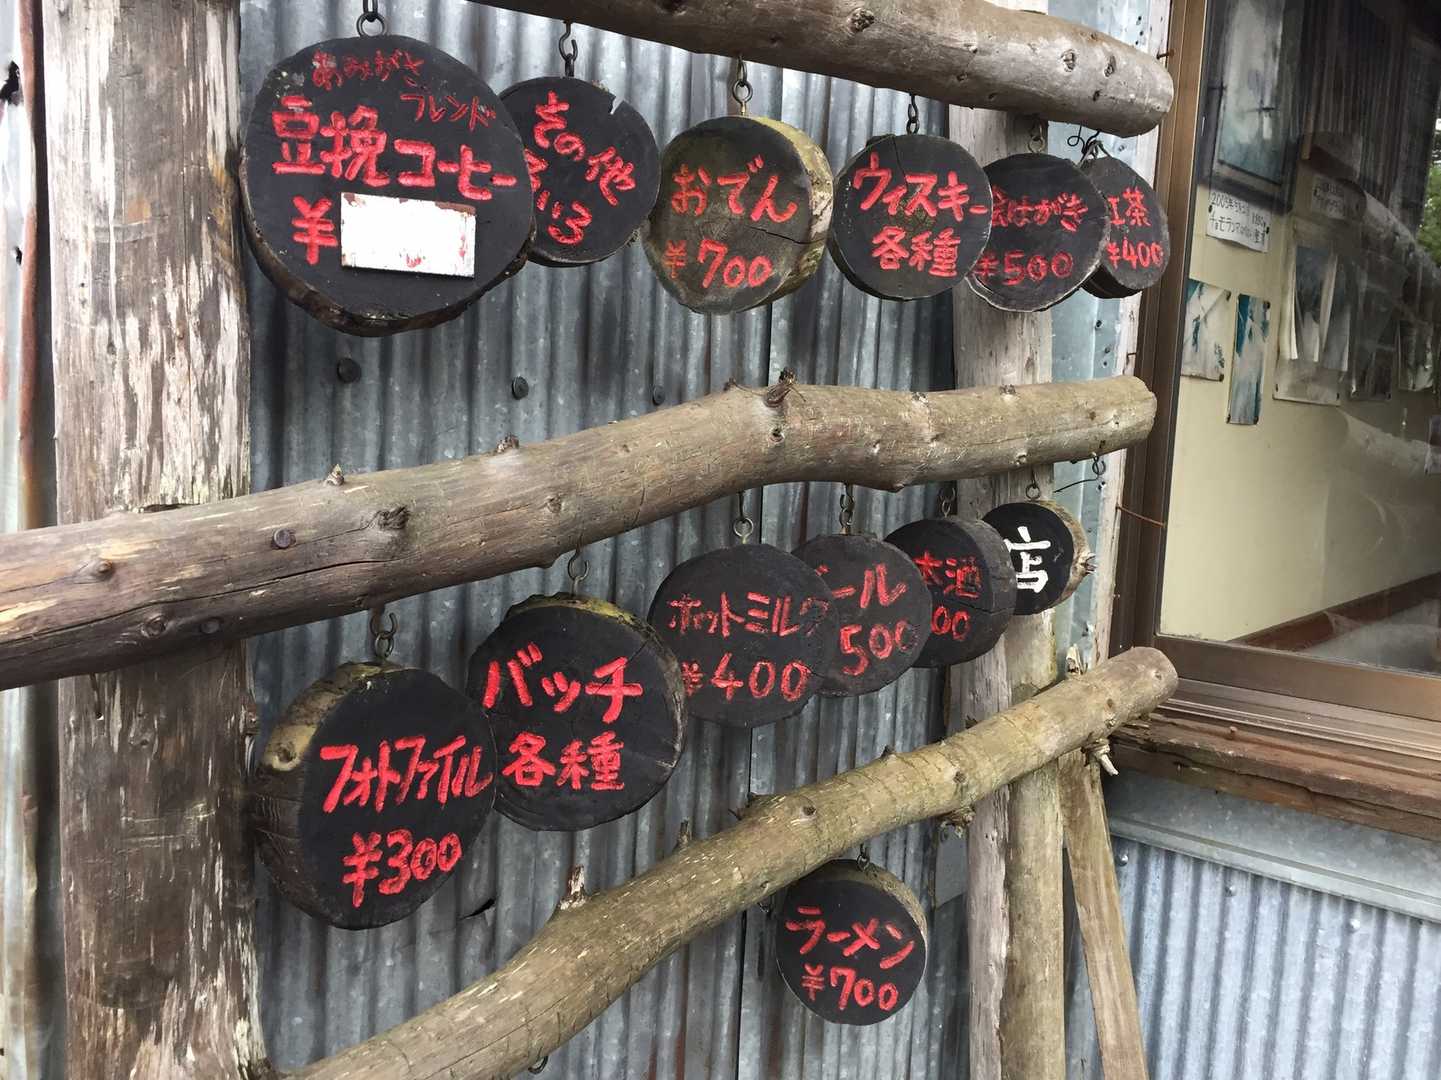 あみがさ
ブレンド
豆挽コーヒー
¥
その他
いろいろ
おでん
¥700
ウィスキー
各種
絵はがき
¥500
紅茶
¥400
フォトファイル
¥300
バッチ
各種
ホットミルク
¥400
ビール
500
本酒
00
店
ラーメン
¥700